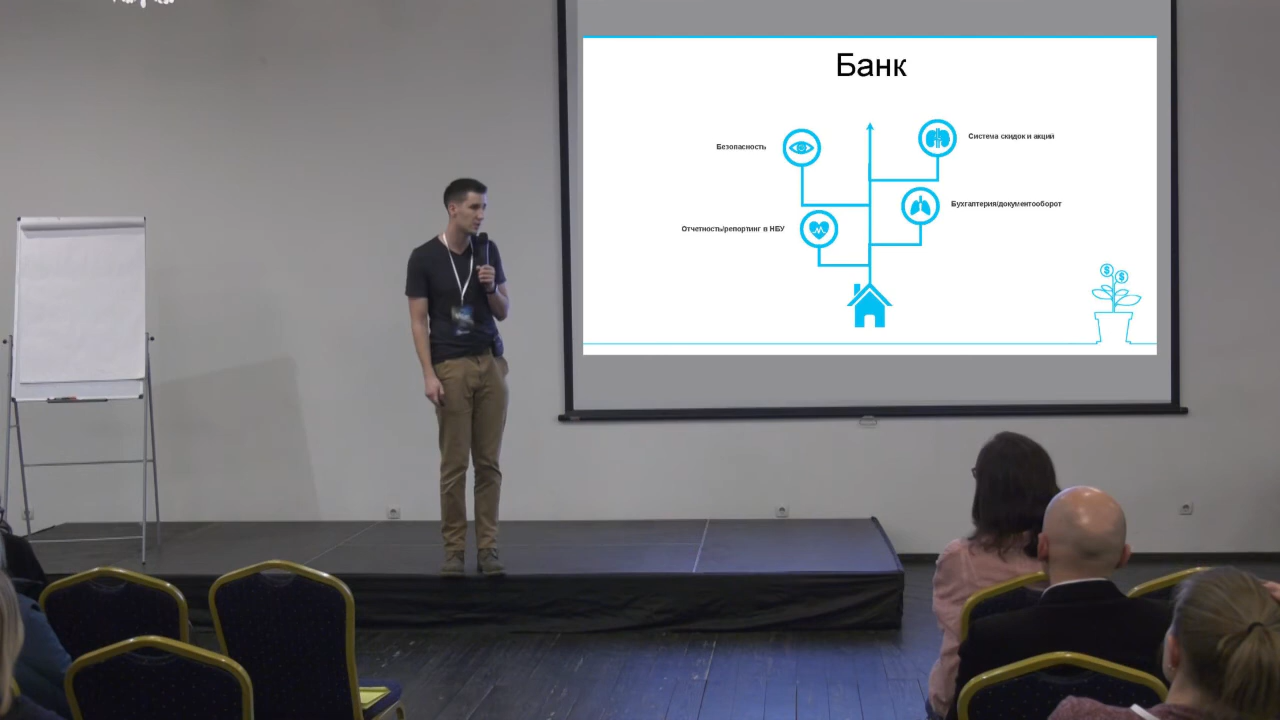 Банк
Безопасность
Система скидок и акций
Бухгалтерия/документооборот
Отчетность/репортинг в НБУ
$
$